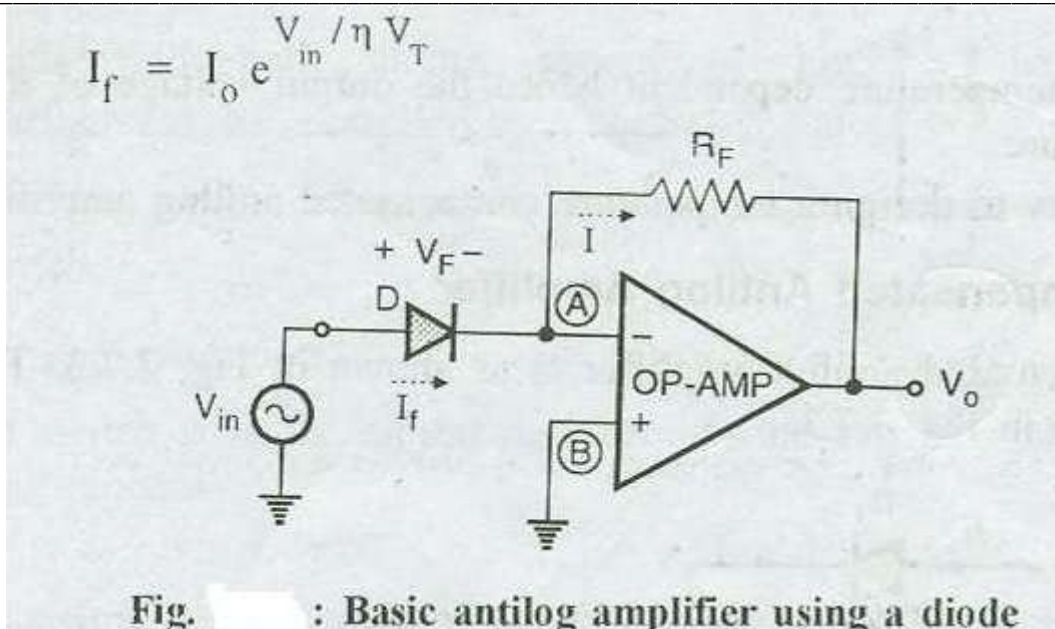 I_f = I_o e^{V_in / η V_T}
R_F
I
+ V_F −
D
A
I_f
−
OP-AMP
+
V_in
B
V_o
Fig. : Basic antilog amplifier using a diode